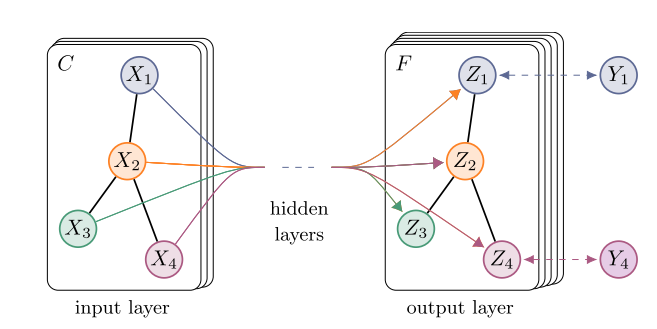 C
X₁
X₂
X₃
X₄
input layer
hidden
layers
F
Z₁
Z₂
Z₃
Z₄
output layer
Y₁
Y₄